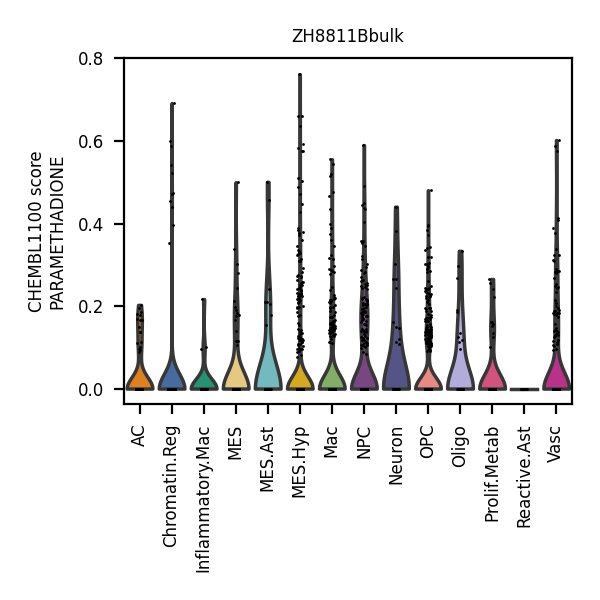 ZH8811Bbulk
CHEMBL1100 score
PARAMETHADIONE
0.8
0.6
0.4
0.2
0.0
AC
Chromatin.Reg
Inflammatory.Mac
MES
MES.Ast
MES.Hyp
Mac
NPC
Neuron
OPC
Oligo
Prolif.Metab
Reactive.Ast
Vasc